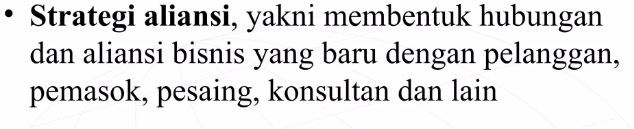 • Strategi aliansi, yakni membentuk hubungan
dan aliansi bisnis yang baru dengan pelanggan,
pemasok, pesaing, konsultan dan lain